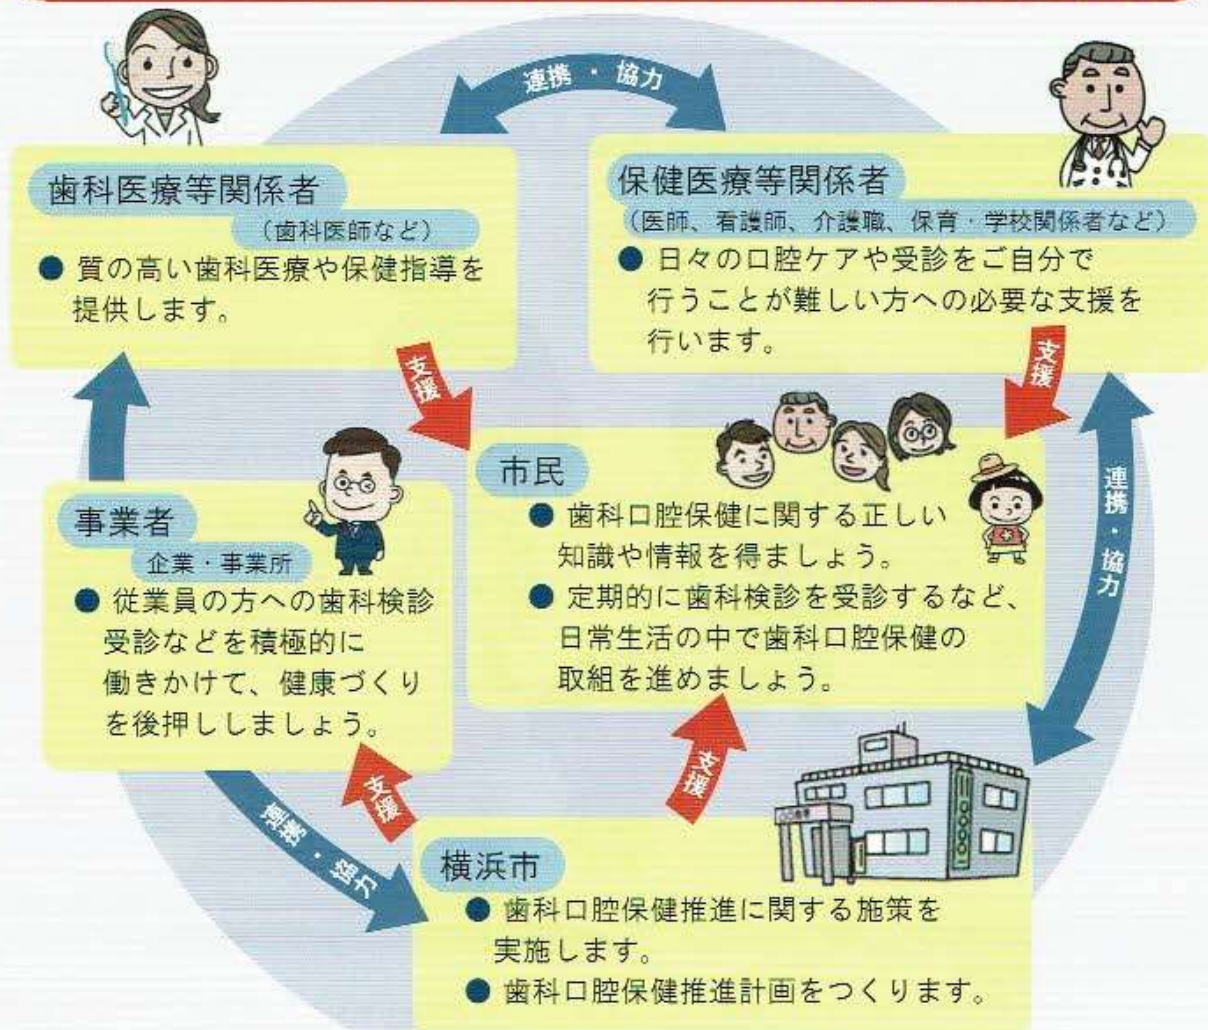 連携・協力
歯科医療等関係者
（歯科医師など）
● 質の高い歯科医療や保健指導を
提供します。
保健医療等関係者
（医師、看護師、介護職、保育・学校関係者など）
● 日々の口腔ケアや受診をご自分で
行うことが難しい方への必要な支援を
行います。
支援
支援
市民
● 歯科口腔保健に関する正しい
知識や情報を得ましょう。
● 定期的に歯科検診を受診するなど、
日常生活の中で歯科口腔保健の
取組を進めましょう。
連携・協力
事業者
企業・事業所
● 従業員の方への歯科検診
受診などを積極的に
働きかけて、健康づくり
を後押ししましょう。
支援
支援
連携・協力
横浜市
● 歯科口腔保健推進に関する施策を
実施します。
● 歯科口腔保健推進計画をつくります。